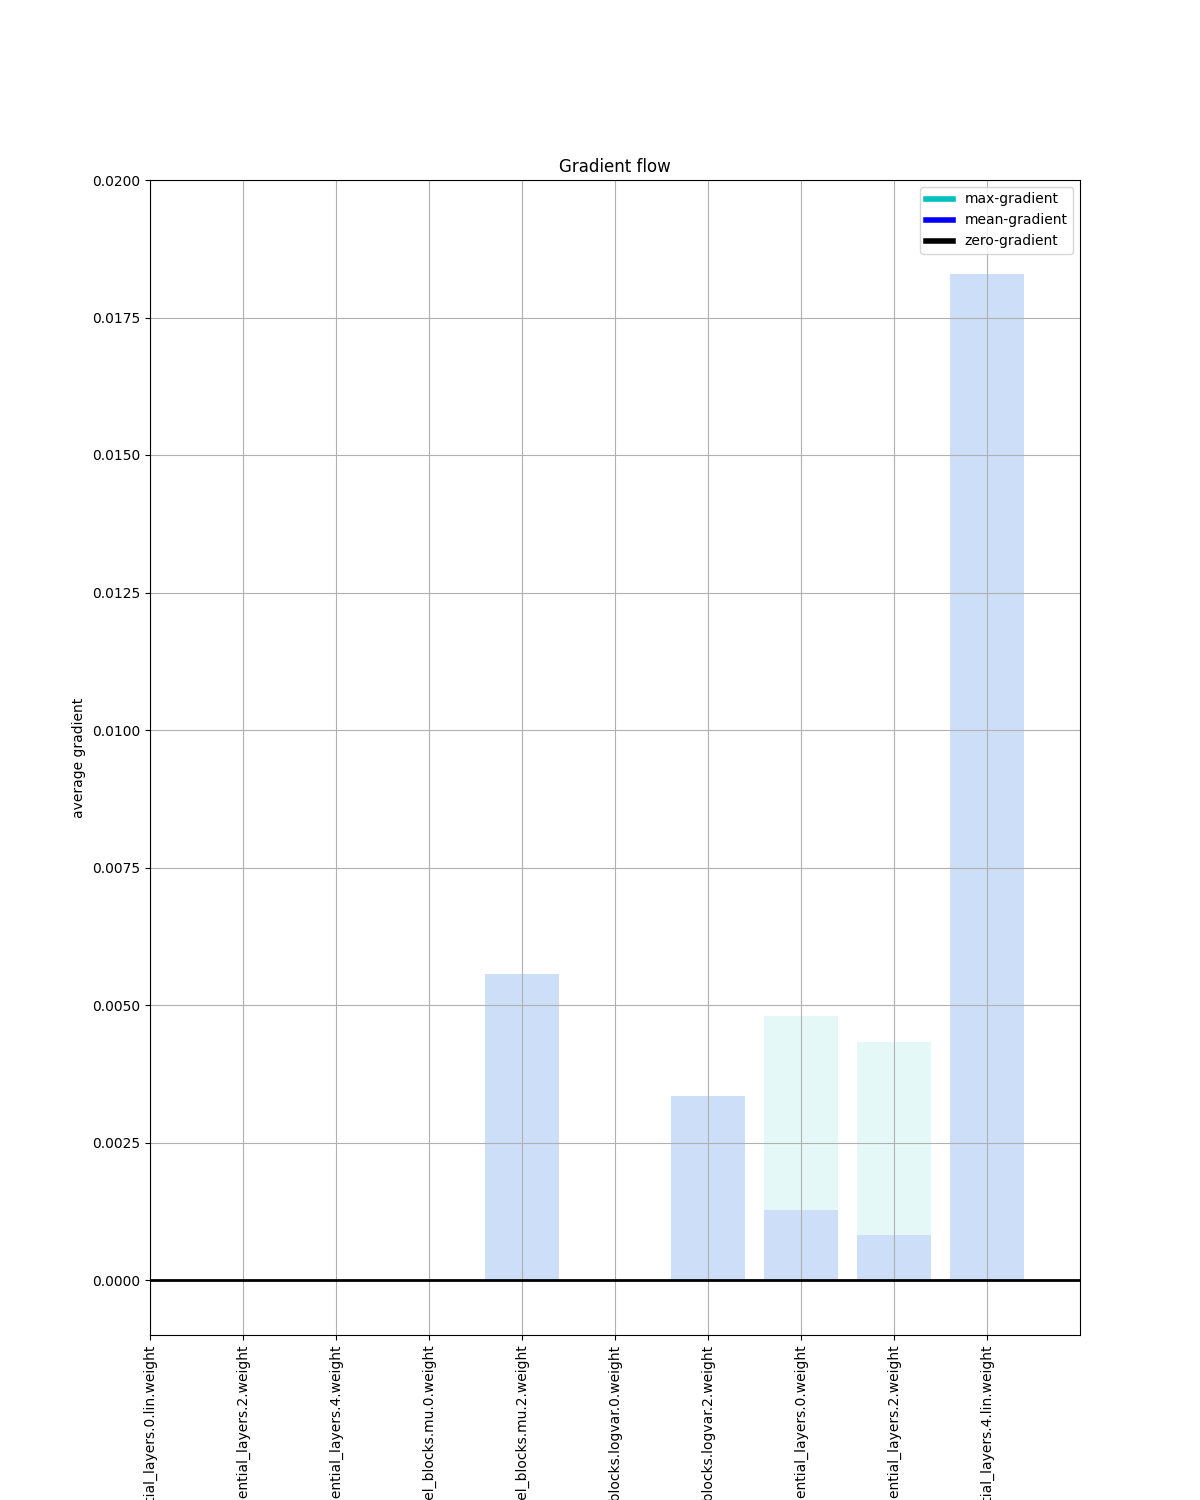 Gradient flow
max-gradient
mean-gradient
zero-gradient
average gradient
0.0200
0.0175
0.0150
0.0125
0.0100
0.0075
0.0050
0.0025
0.0000
tial_layers.0.lin.weight
ential_layers.2.weight
ential_layers.4.weight
el_blocks.mu.0.weight
el_blocks.mu.2.weight
blocks.logvar.0.weight
blocks.logvar.2.weight
ential_layers.0.weight
ential_layers.2.weight
tial_layers.4.lin.weight